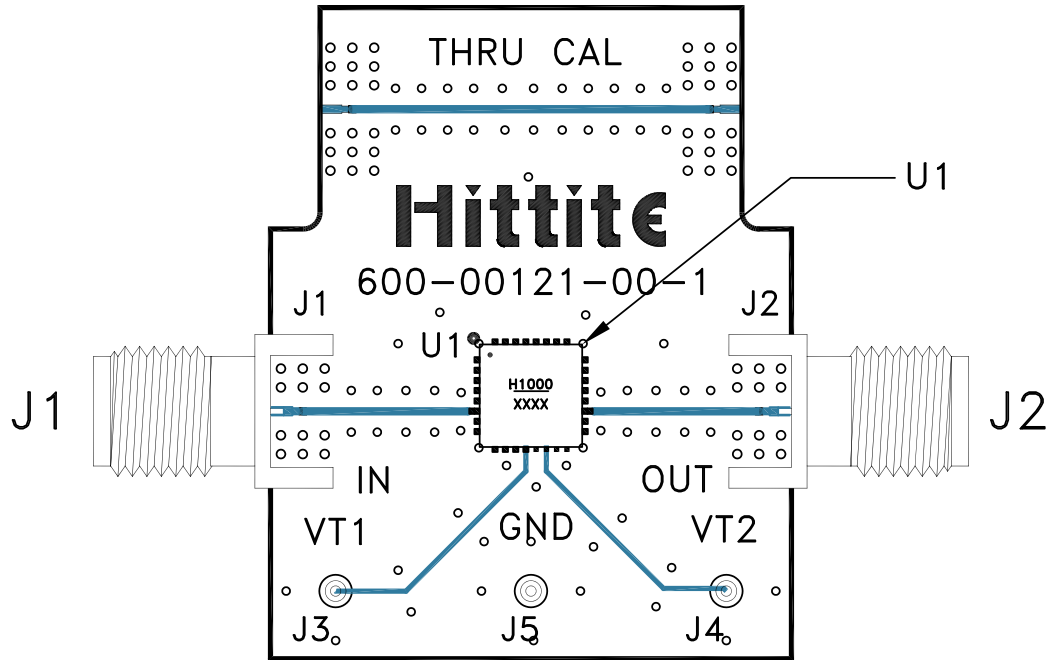 THRU CAL
Hittite
U1
600-00121-00-1
J1
J2
U1
H1000
XXXX
J1
J2
IN
OUT
VT1
GND
VT2
J3
J5
J4